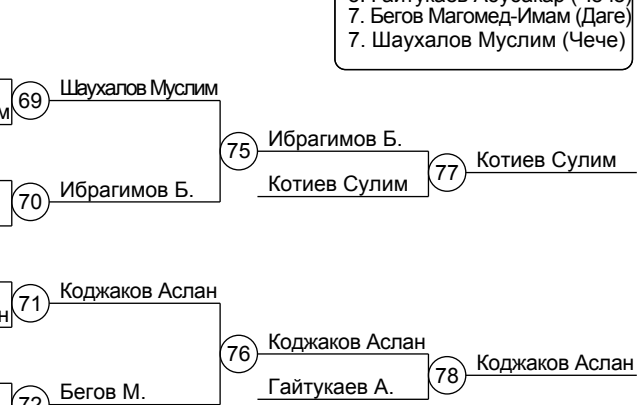 7. Бегов Магомед-Имам (Даге)
7. Шаухалов Муслим (Чече)
69 Шаухалов Муслим
м
75 Ибрагимов Б.
Котиев Сулим
77 Котиев Сулим
70 Ибрагимов Б.
71 Коджаков Аслан
н
76 Коджаков Аслан
Гайтукаев А.
78 Коджаков Аслан
72 Бегов М.